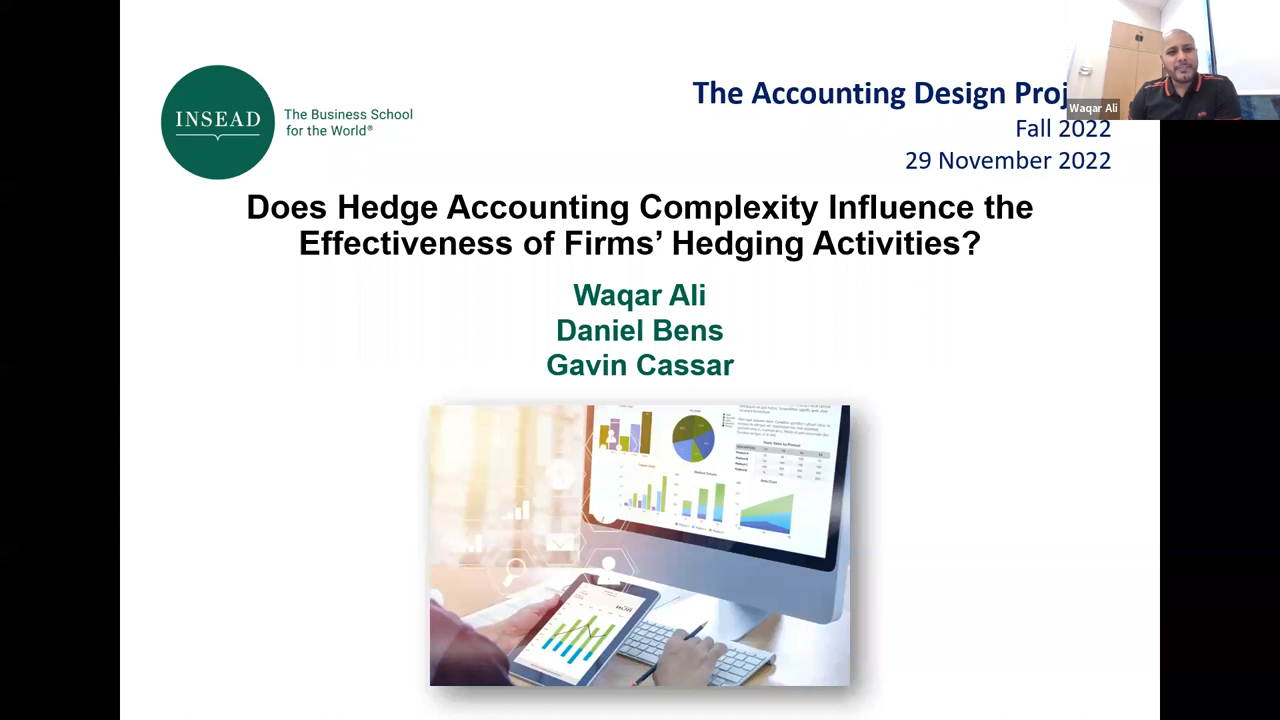 INSEAD
The Business School
for the World®
The Accounting Design Proj
Waqar Ali
Fall 2022
29 November 2022
Does Hedge Accounting Complexity Influence the
Effectiveness of Firms’ Hedging Activities?
Waqar Ali
Daniel Bens
Gavin Cassar